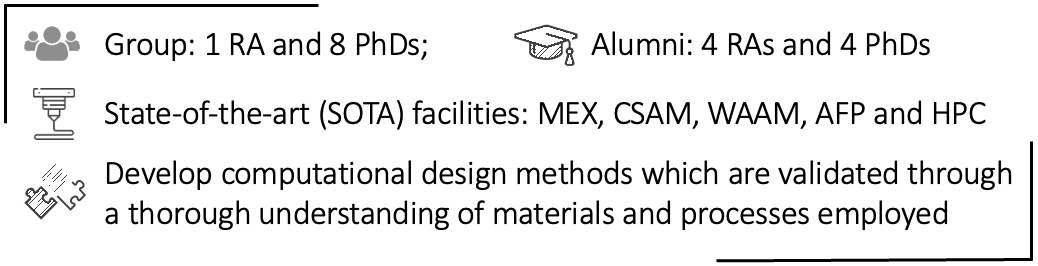 Group: 1 RA and 8 PhDs; Alumni: 4 RAs and 4 PhDs
State-of-the-art (SOTA) facilities: MEX, CSAM, WAAM, AFP and HPC
Develop computational design methods which are validated through
a thorough understanding of materials and processes employed